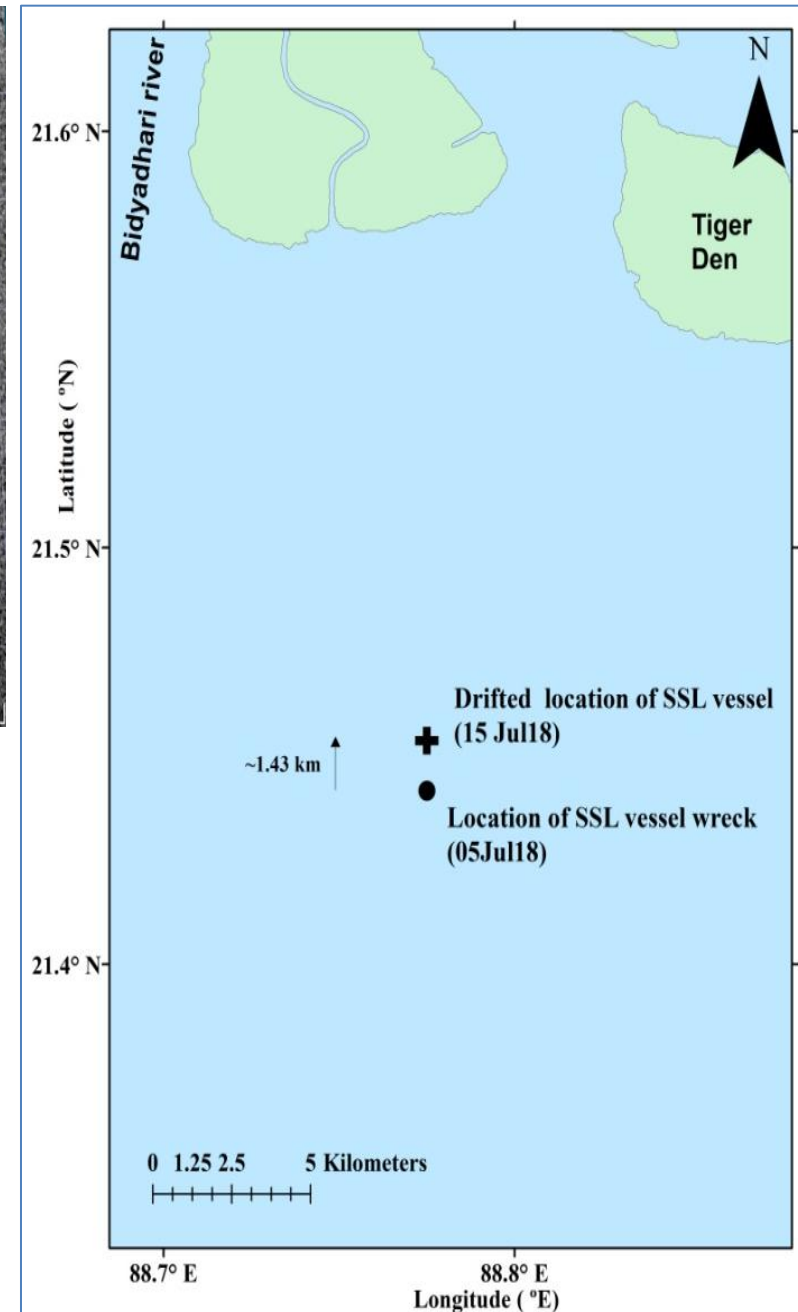 N
Bidyadhari river
21.6° N
Tiger
Den
Latitude ( °N)
21.5° N
Drifted location of SSL vessel
(15 Jul18)
~1.43 km
Location of SSL vessel wreck
(05Jul18)
21.4° N
0 1.25 2.5 5 Kilometers
88.7° E 88.8° E
Longitude ( °E)